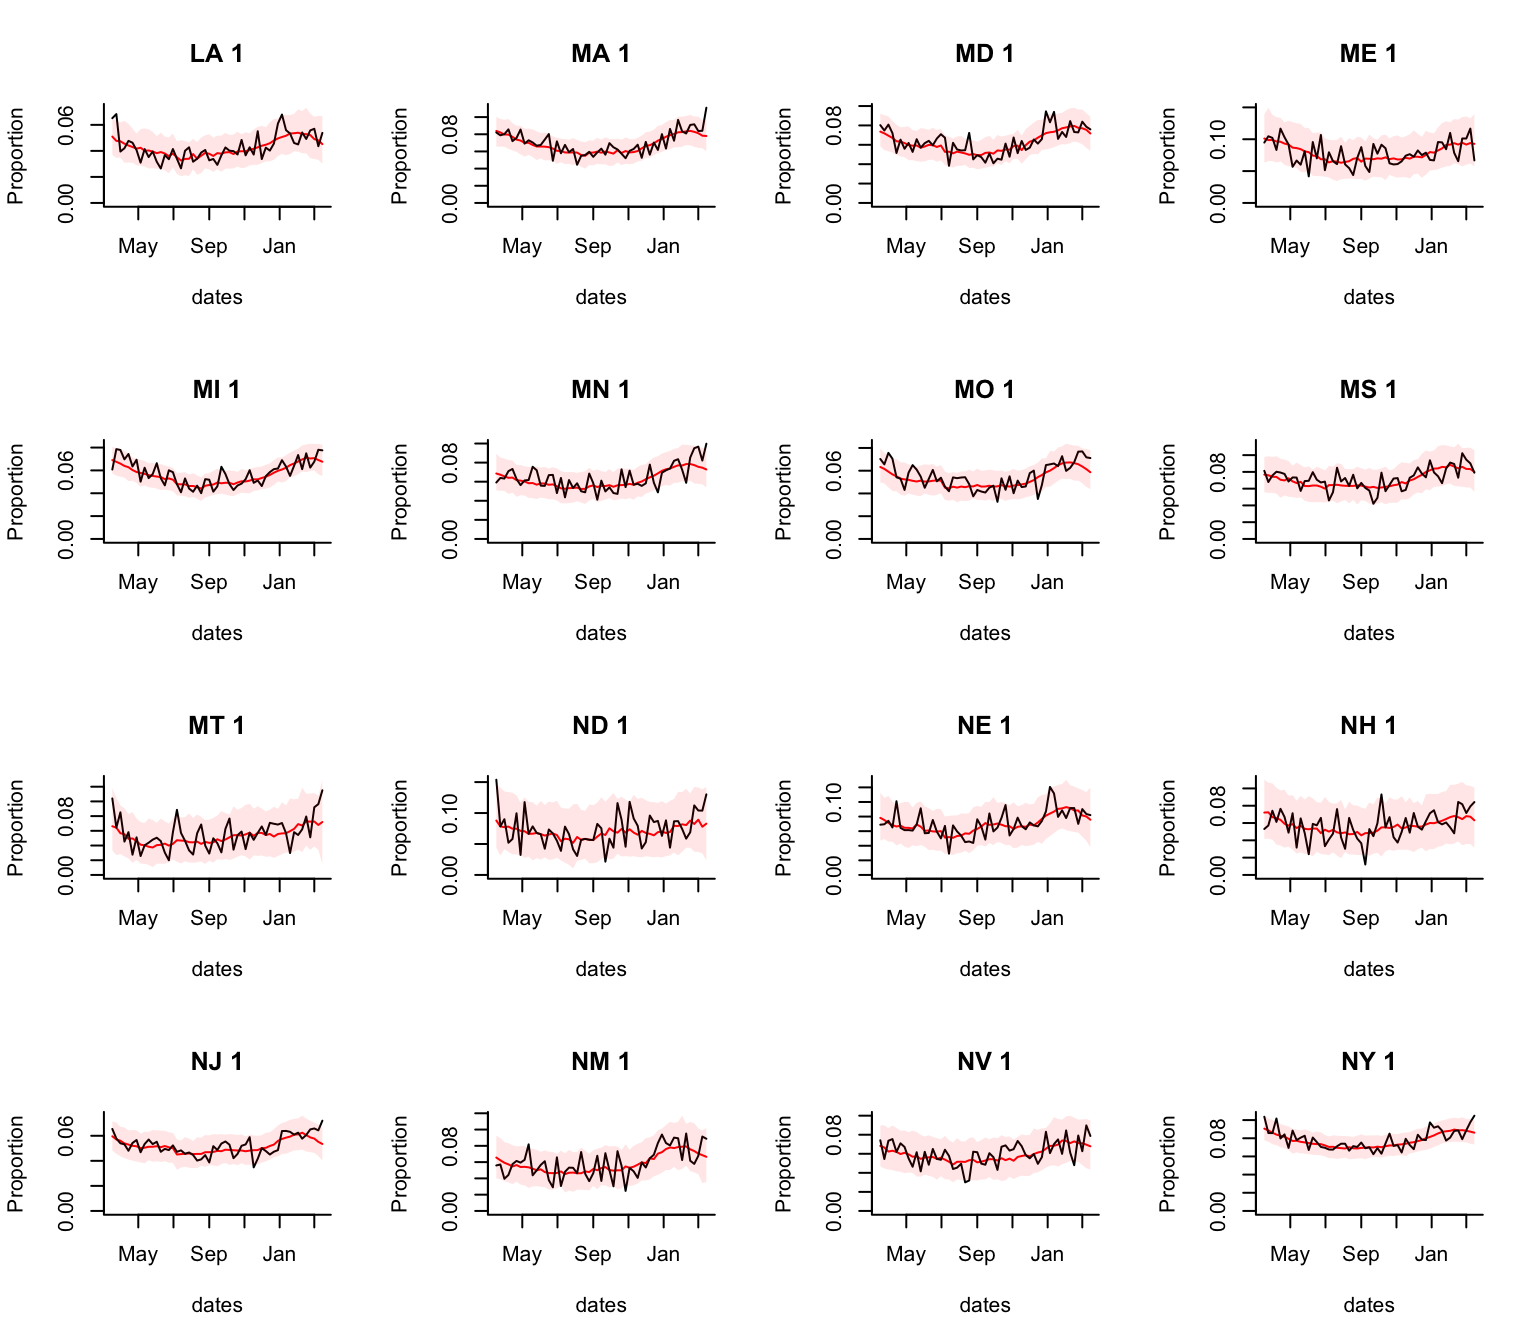 LA 1
MA 1
MD 1
ME 1
Proportion
0.00 0.06
May Sep Jan
dates
Proportion
0.00 0.08
May Sep Jan
dates
Proportion
0.00 0.08
May Sep Jan
dates
Proportion
0.00 0.10
May Sep Jan
dates
MI 1
MN 1
MO 1
MS 1
Proportion
0.00 0.06
May Sep Jan
dates
Proportion
0.00 0.08
May Sep Jan
dates
Proportion
0.00 0.06
May Sep Jan
dates
Proportion
0.00 0.08
May Sep Jan
dates
MT 1
ND 1
NE 1
NH 1
Proportion
0.00 0.08
May Sep Jan
dates
Proportion
0.00 0.10
May Sep Jan
dates
Proportion
0.00 0.10
May Sep Jan
dates
Proportion
0.00 0.08
May Sep Jan
dates
NJ 1
NM 1
NV 1
NY 1
Proportion
0.00 0.06
May Sep Jan
dates
Proportion
0.00 0.08
May Sep Jan
dates
Proportion
0.00 0.08
May Sep Jan
dates
Proportion
0.00 0.08
May Sep Jan
dates